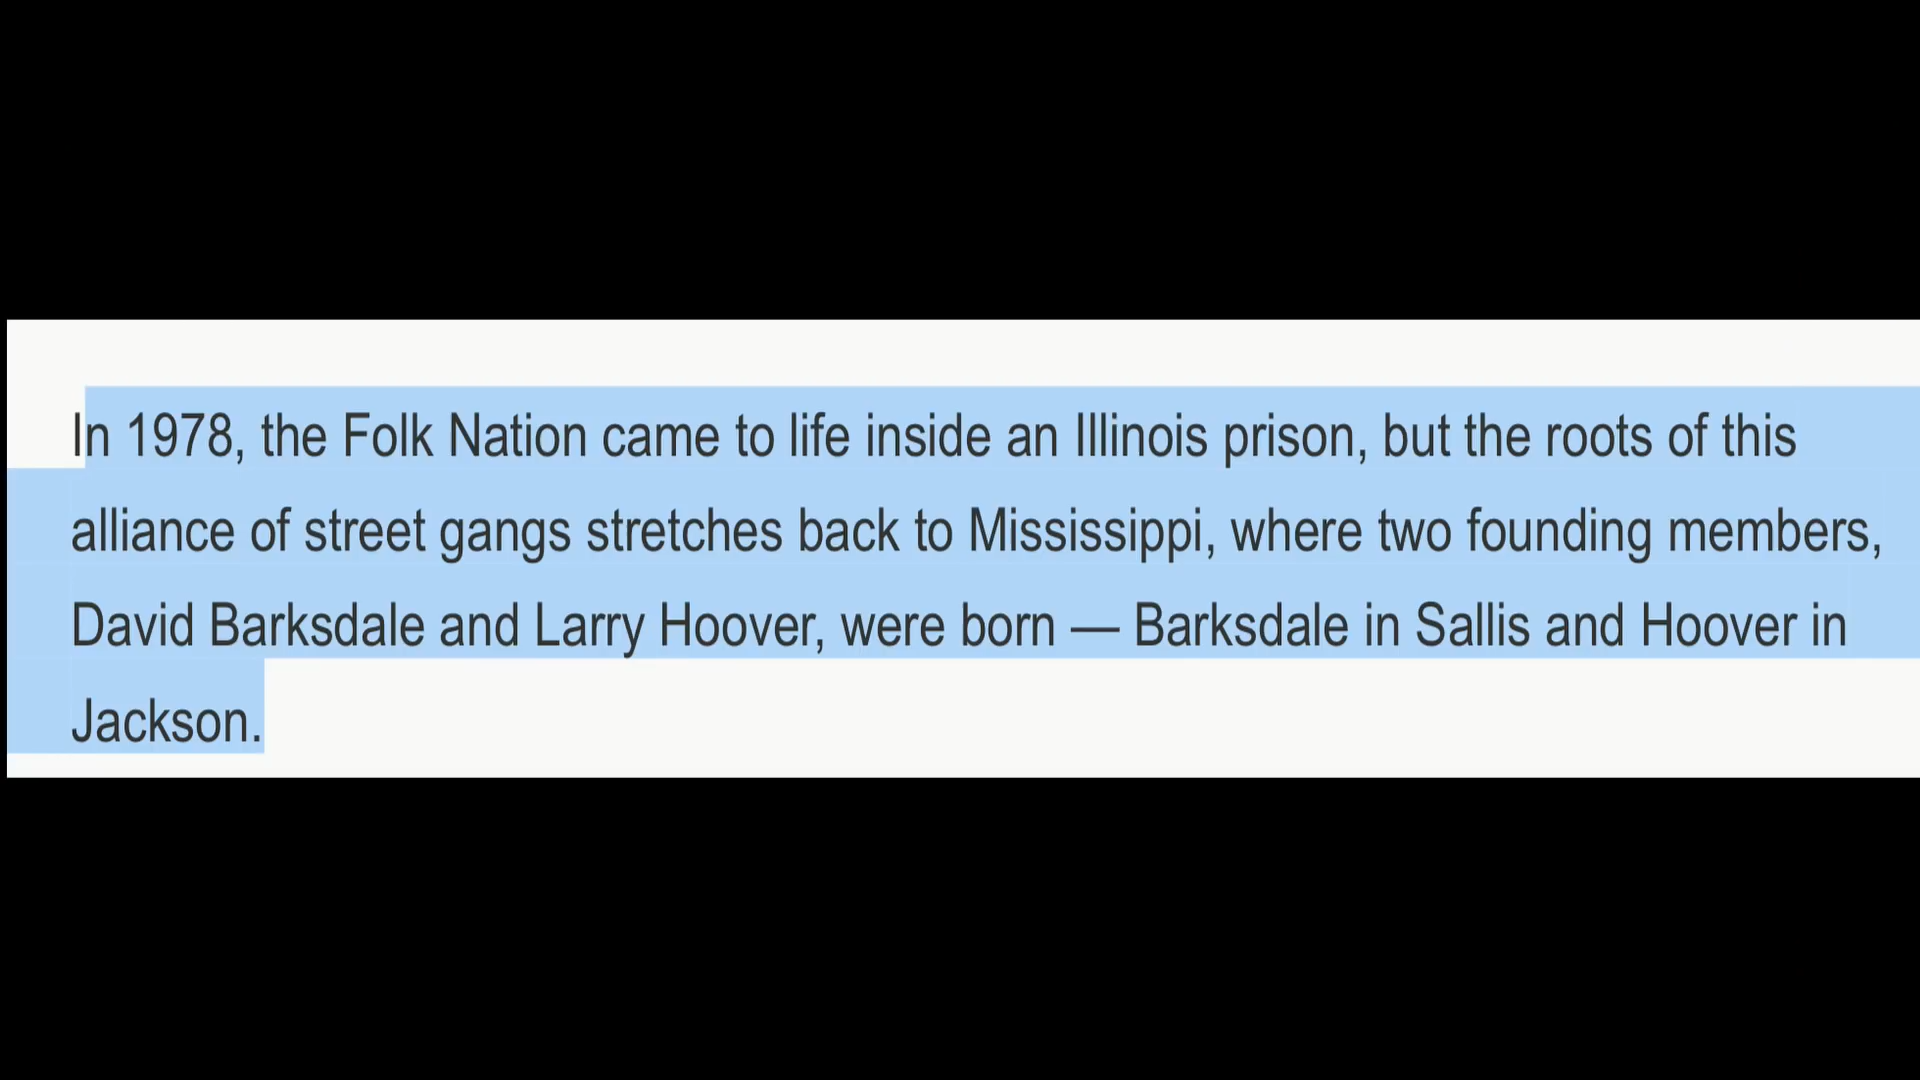 In 1978, the Folk Nation came to life inside an Illinois prison, but the roots of this
alliance of street gangs stretches back to Mississippi, where two founding members,
David Barksdale and Larry Hoover, were born — Barksdale in Sallis and Hoover in
Jackson.